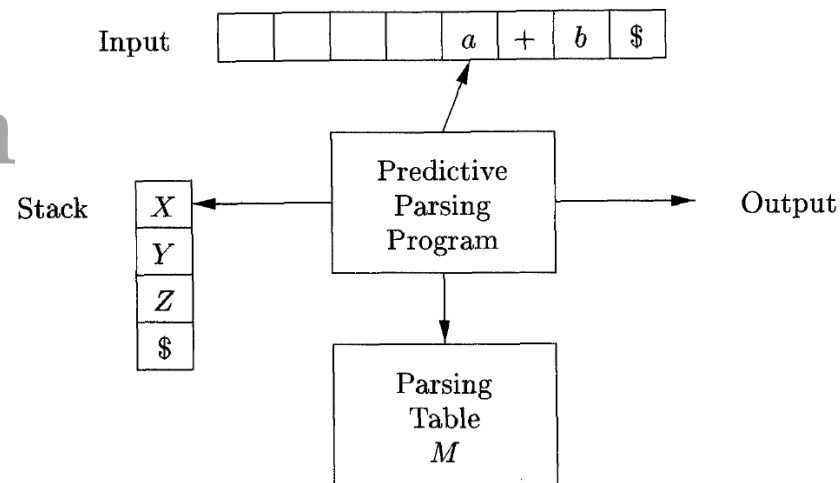 Input a + b $
n
Predictive
Parsing
Program
Stack X
Y
Z
$
Output
Parsing
Table
M